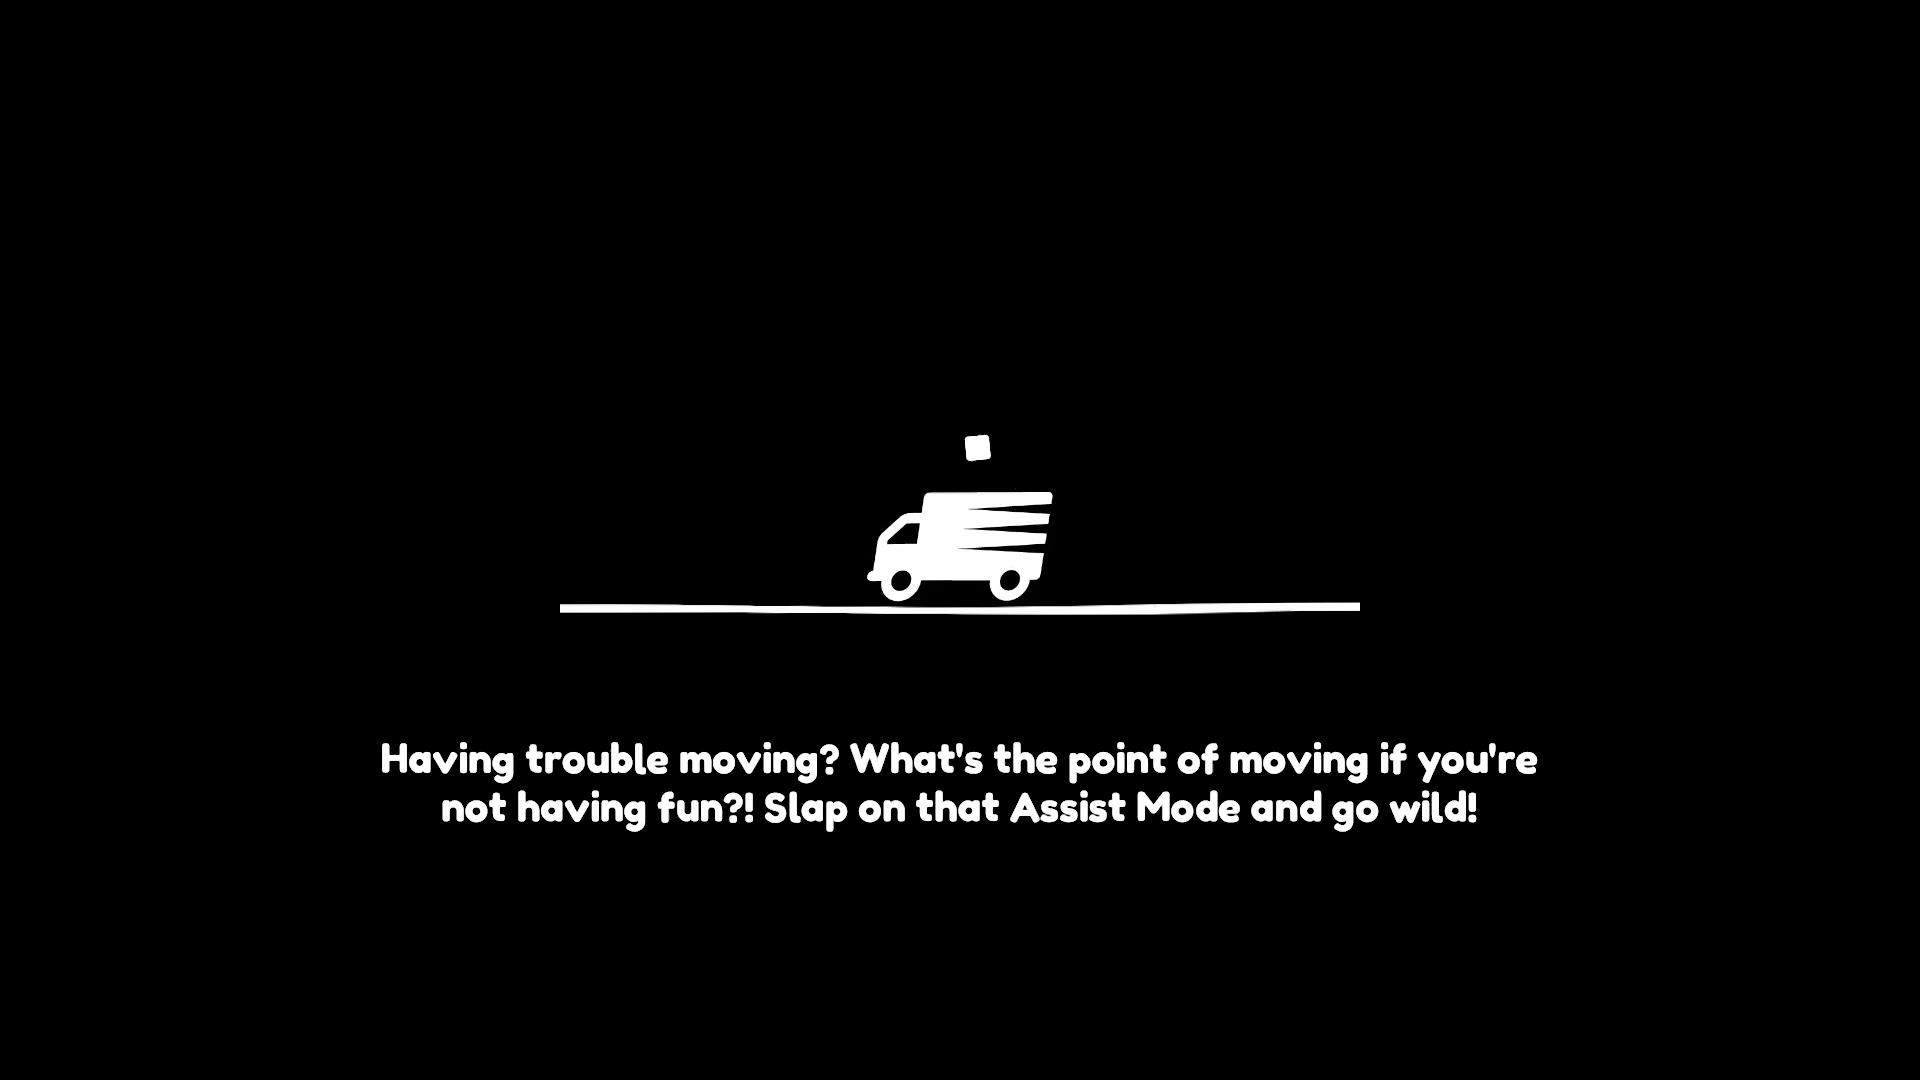 Having trouble moving? What's the point of moving if you're
not having fun?! Slap on that Assist Mode and go wild!